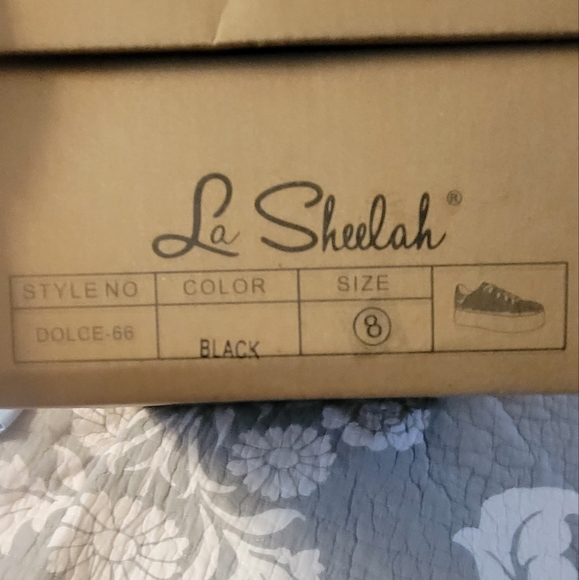 La Sheelah®
STYLE NO COLOR SIZE
DOLCE-66 BLACK 8